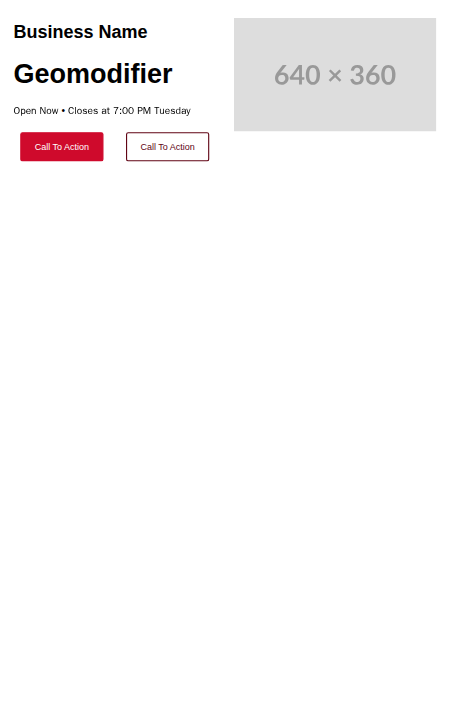 Business Name
Geomodifier
Open Now • Closes at 7:00 PM Tuesday
Call To Action
Call To Action
640 × 360